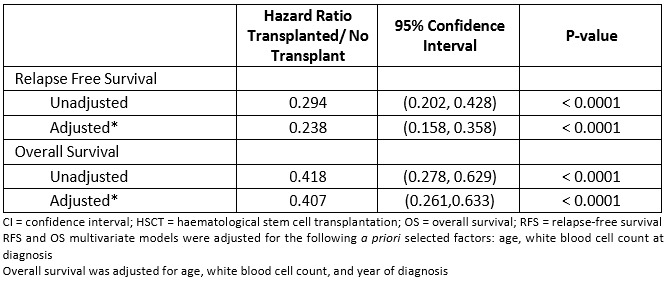 Hazard Ratio Transplanted/ No Transplant 95% Confidence Interval P-value
Relapse Free Survival
Unadjusted 0.294 (0.202, 0.428) < 0.0001
Adjusted* 0.238 (0.158, 0.358) < 0.0001
Overall Survival
Unadjusted 0.418 (0.278, 0.629) < 0.0001
Adjusted* 0.407 (0.261,0.633) < 0.0001
CI = confidence interval; HSCT = haematological stem cell transplantation; OS = overall survival; RFS = relapse-free survival
RFS and OS multivariate models were adjusted for the following a priori selected factors: age, white blood cell count at
diagnosis
Overall survival was adjusted for age, white blood cell count, and year of diagnosis